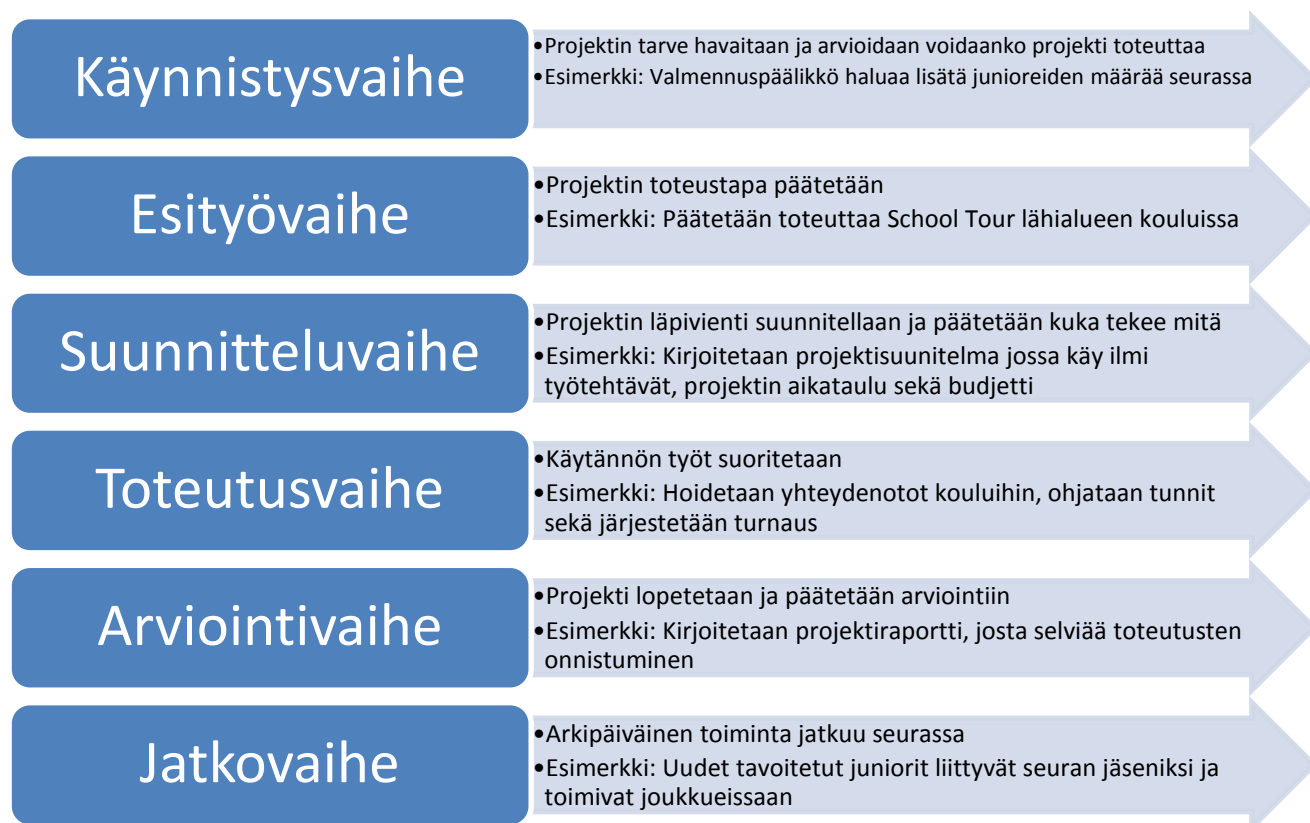 Käynnistysvaihe
•Projektin tarve havaitaan ja arvioidaan voidaanko projekti toteuttaa
•Esimerkki: Valmennuspäälikkö haluaa lisätä junioreiden määrää seurassa
Esityövaihe
•Projektin toteustapa päätetään
•Esimerkki: Päätetään toteuttaa School Tour lähialueen kouluissa
Suunnitteluvaihe
•Projektin läpivienti suunnitellaan ja päätetään kuka tekee mitä
•Esimerkki: Kirjoitetaan projektisuunitelma jossa käy ilmi
työtehtävät, projektin aikataulu sekä budjetti
Toteutusvaihe
•Käytännön työt suoritetaan
•Esimerkki: Hoidetaan yhteydenotot kouluihin, ohjataan tunnit
sekä järjestetään turnaus
Arviointivaihe
•Projekti lopetetaan ja päätetään arviointiin
•Esimerkki: Kirjoitetaan projektiraportti, josta selviää toteutusten
onnistuminen
Jatkovaihe
•Arkipäiväinen toiminta jatkuu seurassa
•Esimerkki: Uudet tavoitetut juniorit liittyvät seuran jäseniksi ja
toimivat joukkueissaan